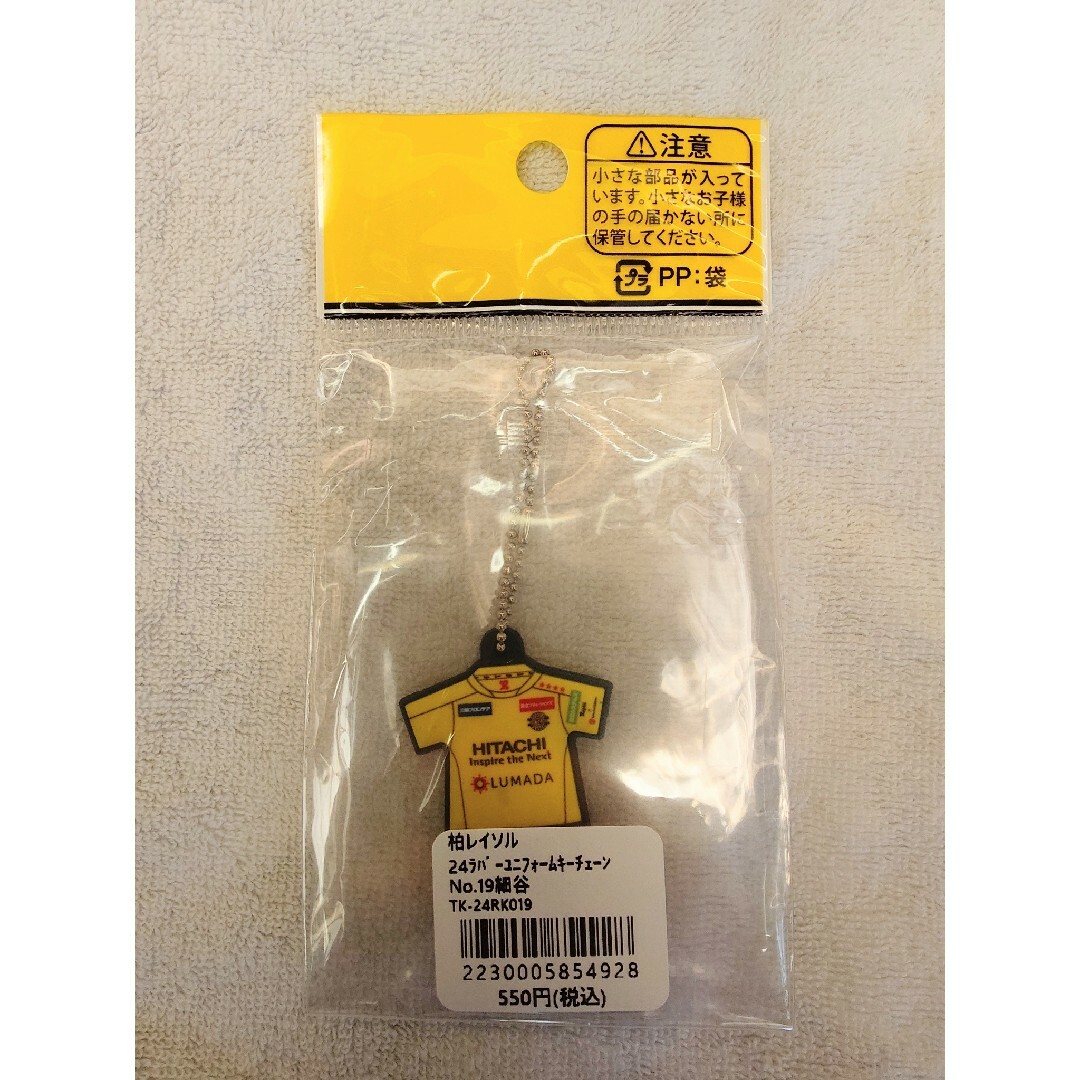 ⚠注意
小さな部品が入って
います。小さなお子様
の手の届かない所に
保管してください。
プラ PP:袋
HITACHI
Inspire the Next
LUMADA
柏レイソル
24ﾗﾊﾞｰﾕﾆﾌｫｰﾑｷｰﾁｪｰﾝ
No.19細谷
TK-24RK019
2230005854928
550円(税込)